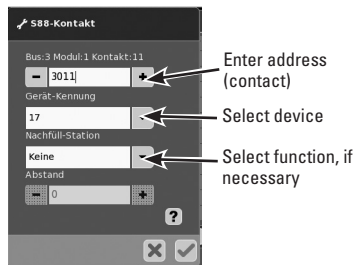 S88-Kontakt
Bus:3 Modul:1 Kontakt:11
- 3011 +
Gerät-Kennung
17
Nachfüll-Station
Keine
Abstand
- 0 +
?
Enter address
(contact)
Select device
Select function, if
necessary